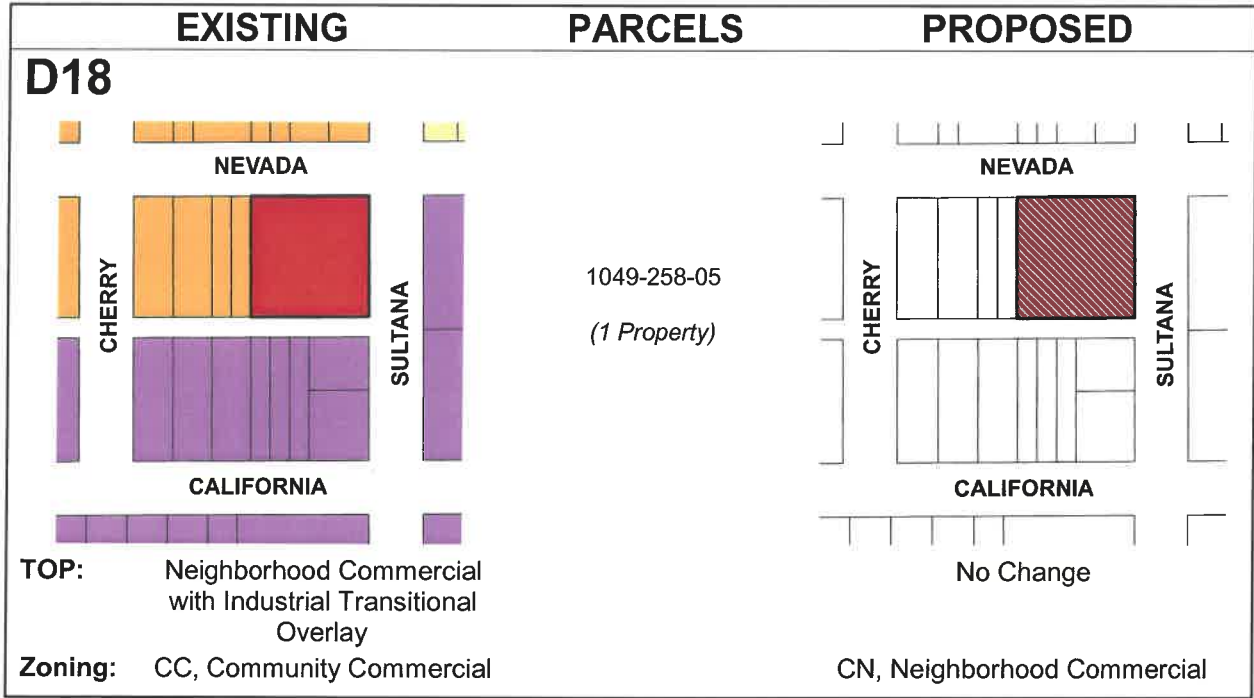 EXISTING PARCELS PROPOSED
D18
NEVADA
CHERRY
SULTANA
CALIFORNIA
1049-258-05
(1 Property)
NEVADA
CHERRY
SULTANA
CALIFORNIA
TOP: Neighborhood Commercial
with Industrial Transitional
Overlay
No Change
Zoning: CC, Community Commercial
CN, Neighborhood Commercial